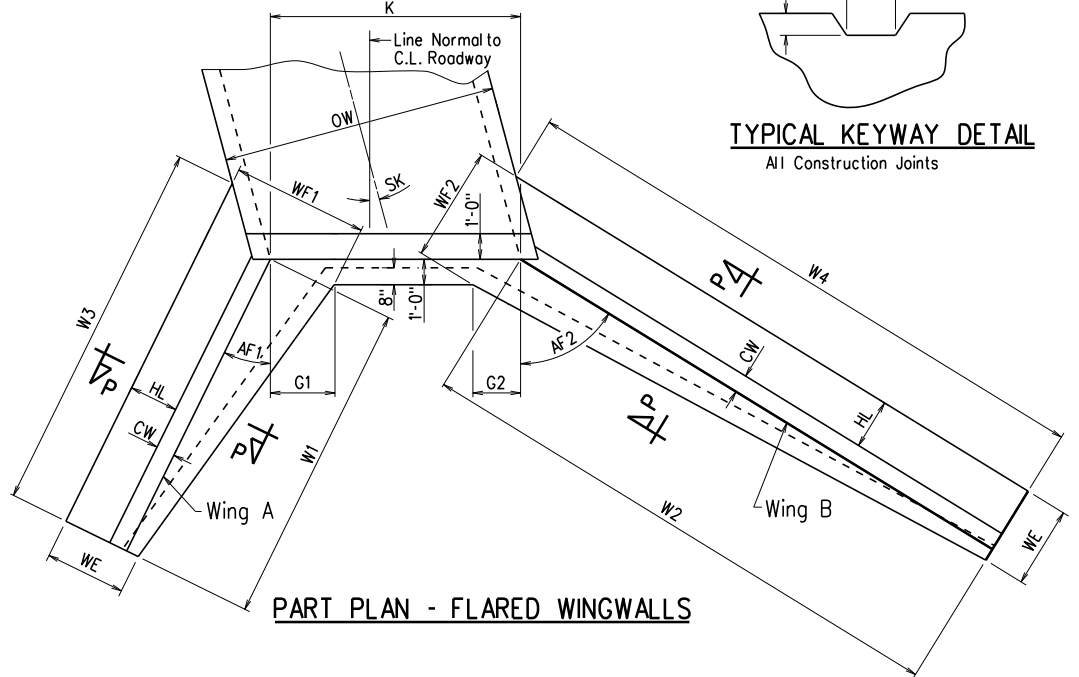 K
Line Normal to
C.L. Roadway
OW
SK
WF1
WF2
1'-0"
TYPICAL KEYWAY DETAIL
All Construction Joints
W3
W4
8"
1'-0"
AF1
AF2
G1
G2
P
P
P
P
HL
CW
CW
HL
W1
W2
Wing A
Wing B
WE
WE
PART PLAN - FLARED WINGWALLS